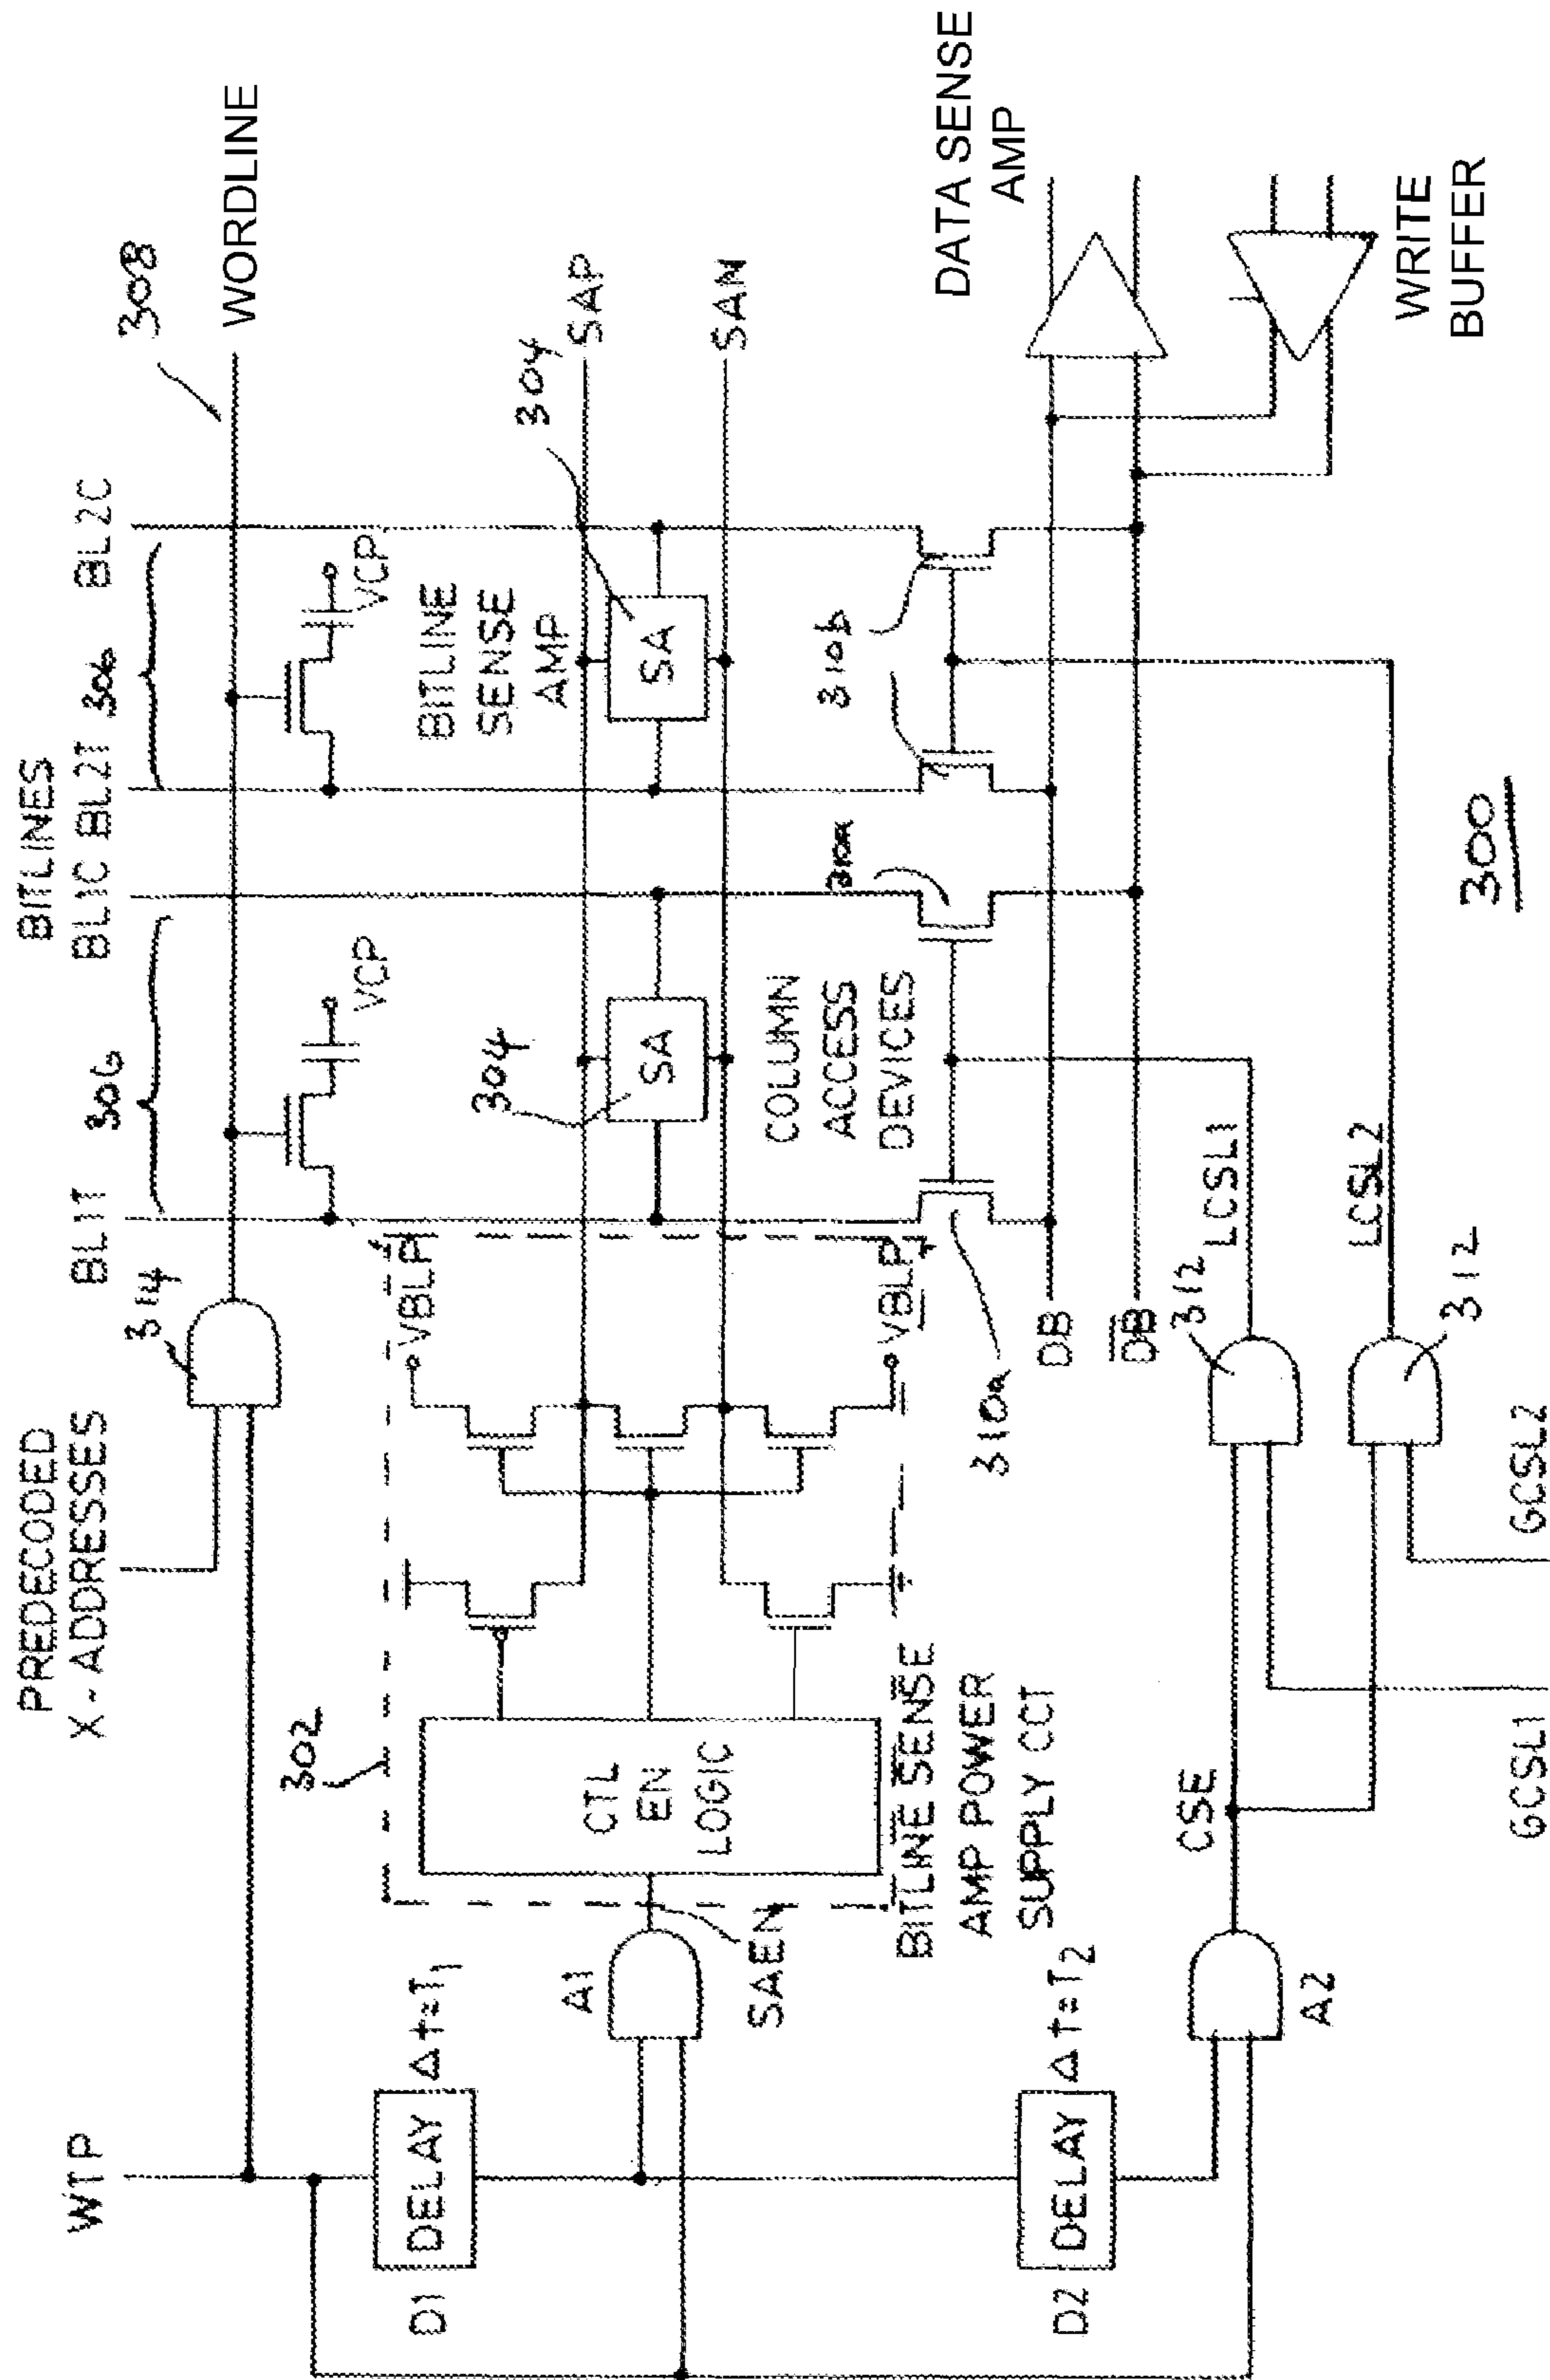 PREDECODED
X - ADDRESSES
WTP
314
BITLINES
BL1T
306
BL1C
BL2T
306
BL2C
308
WORDLINE
D1
DELAY
Δt=T1
A1
SAEN
302
CTL
EN
LOGIC
BITLINE SENSE
AMP POWER
SUPPLY CCT
VBLP
VBLP
VCP
VCP
304
SA
BITLINE
SENSE
AMP
SA
304
SAP
SAN
COLUMN
ACCESS
DEVICES
310a
310a
310b
DB
DB
DATA SENSE
AMP
WRITE
BUFFER
D2
DELAY
ΔT=T2
A2
CSE
312
LCSL1
LCSL2
312
GCSL1
GCSL2
300